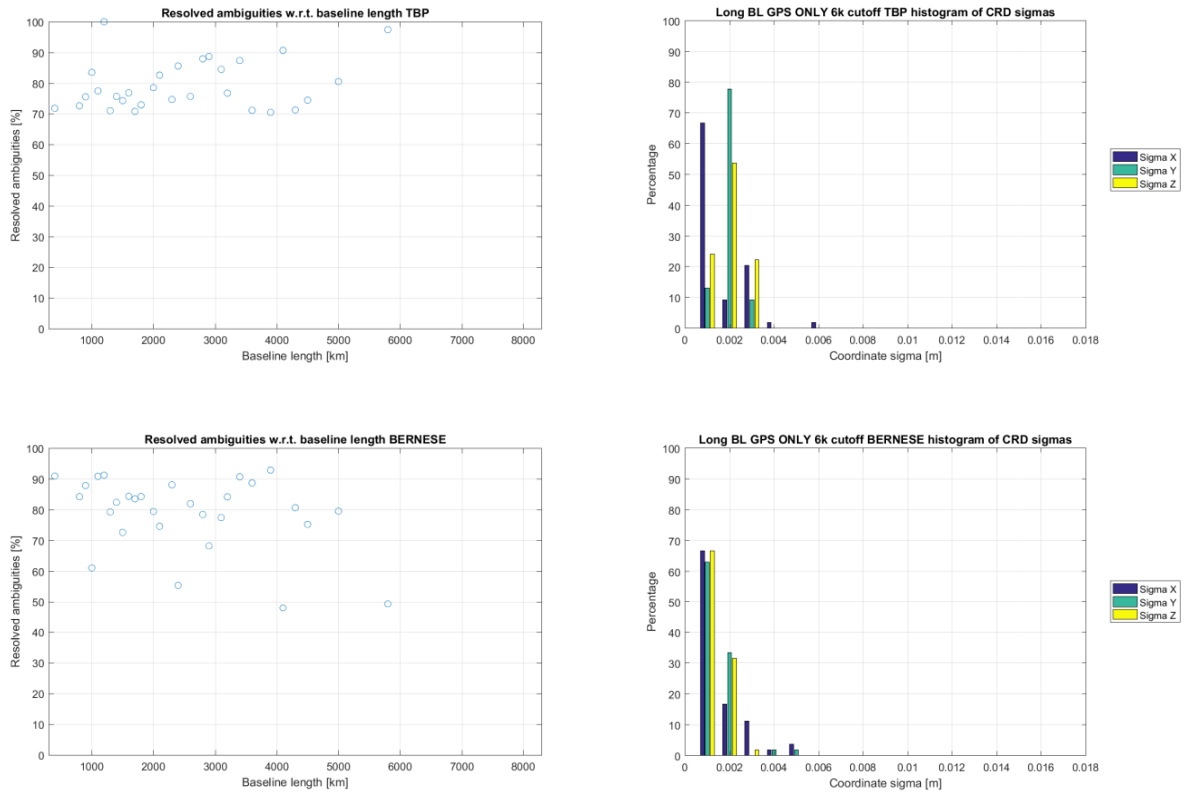 Resolved ambiguities w.r.t. baseline length TBP
100
90
80
70
60
50
40
30
20
10
0
Resolved ambiguities [%]
1000 2000 3000 4000 5000 6000 7000 8000
Baseline length [km]
Long BL GPS ONLY 6k cutoff TBP histogram of CRD sigmas
100
90
80
70
60
50
40
30
20
10
0
Percentage
0 0.002 0.004 0.006 0.008 0.01 0.012 0.014 0.016 0.018
Coordinate sigma [m]
Sigma X
Sigma Y
Sigma Z
Resolved ambiguities w.r.t. baseline length BERNESE
100
90
80
70
60
50
40
30
20
10
0
Resolved ambiguities [%]
1000 2000 3000 4000 5000 6000 7000 8000
Baseline length [km]
Long BL GPS ONLY 6k cutoff BERNESE histogram of CRD sigmas
100
90
80
70
60
50
40
30
20
10
0
Percentage
0 0.002 0.004 0.006 0.008 0.01 0.012 0.014 0.016 0.018
Coordinate sigma [m]
Sigma X
Sigma Y
Sigma Z